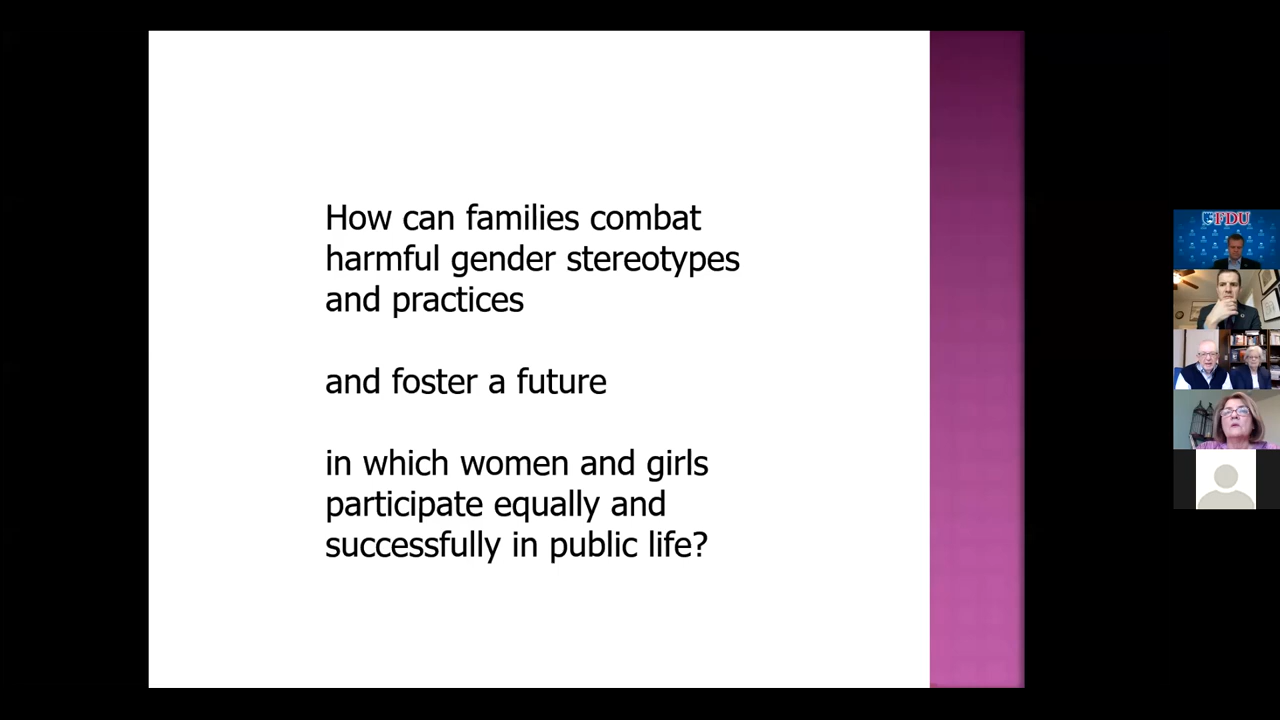 How can families combat
harmful gender stereotypes
and practices
and foster a future
in which women and girls
participate equally and
successfully in public life?
FDU